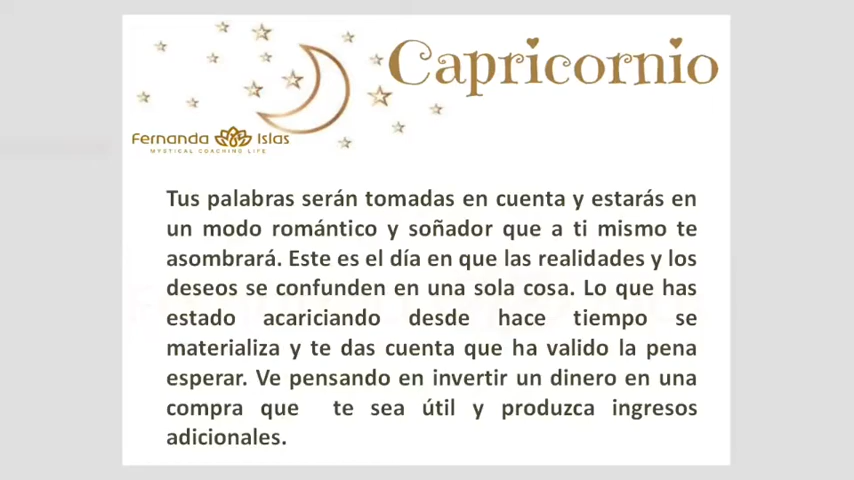 Capricornio
Fernanda Islas
MYSTICAL COACHING LIFE
Tus palabras serán tomadas en cuenta y estarás en
un modo romántico y soñador que a ti mismo te
asombrará. Este es el día en que las realidades y los
deseos se confunden en una sola cosa. Lo que has
estado acariciando desde hace tiempo se
materializa y te das cuenta que ha valido la pena
esperar. Ve pensando en invertir un dinero en una
compra que te sea útil y produzca ingresos
adicionales.